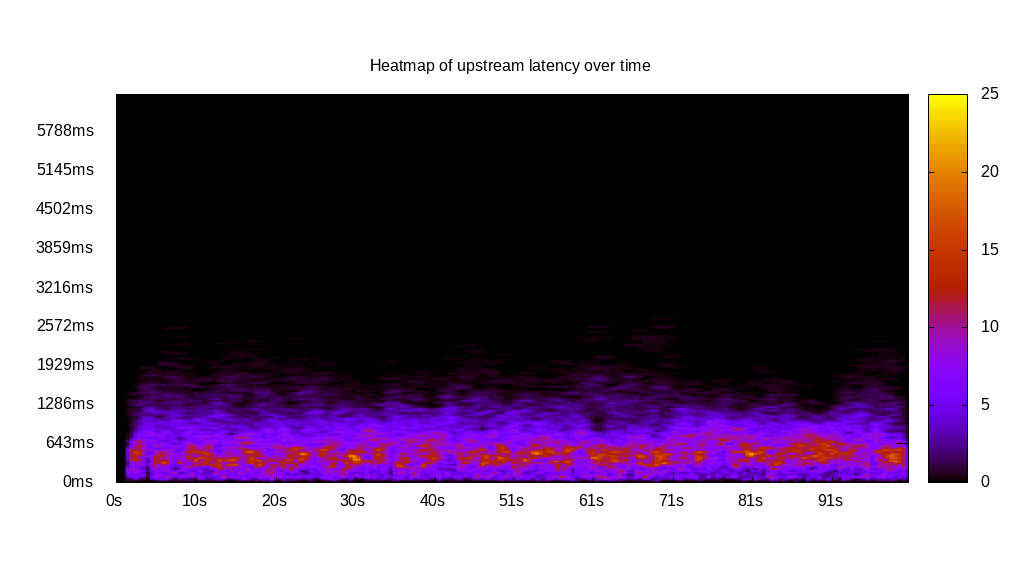 Heatmap of upstream latency over time
5788ms
5145ms
4502ms
3859ms
3216ms
2572ms
1929ms
1286ms
643ms
0ms
0s 10s 20s 30s 40s 51s 61s 71s 81s 91s
25
20
15
10
5
0